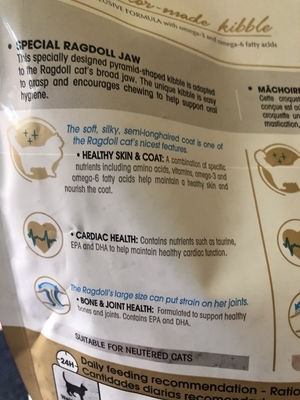 or-made kibble
USIVE FORMULA with omega-3 and omega-6 fatty acids
• SPECIAL RAGDOLL JAW
This specially designed pyramid-shaped kibble is adapted
to the Ragdoll cat's broad jaw. The unique kibble is easy
to grasp and encourages chewing to help support oral
hygiene.
• MÂCHOIRE
Cette croque
conçue est ad
croquette un
mastication,
The soft, silky, semi-longhaired coat is one of
the Ragdoll cat's nicest features.
• HEALTHY SKIN & COAT: A combination of specific
nutrients including amino acids, vitamins, omega-3 and
omega-6 fatty acids help maintain a healthy skin and
nourish the coat.
• CARDIAC HEALTH: Contains nutrients such as taurine,
EPA and DHA to help maintain healthy cardiac function.
The Ragdoll's large size can put strain on her joints.
• BONE & JOINT HEALTH: Formulated to support healthy
bones and joints. Contains EPA and DHA.
SUITABLE FOR NEUTERED CATS
24H
Daily feeding recommendation - Ratio
Cantidades diarias recomenda